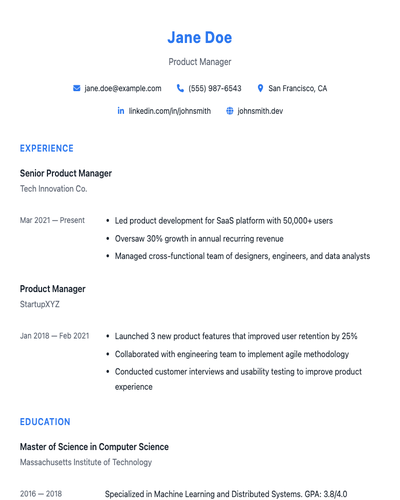 Jane Doe
Product Manager
jane.doe@example.com (555) 987-6543 San Francisco, CA
linkedin.com/in/johnsmith johnsmith.dev
EXPERIENCE
Senior Product Manager
Tech Innovation Co.
Mar 2021 — Present
• Led product development for SaaS platform with 50,000+ users
• Oversaw 30% growth in annual recurring revenue
• Managed cross-functional team of designers, engineers, and data analysts
Product Manager
StartupXYZ
Jan 2018 — Feb 2021
• Launched 3 new product features that improved user retention by 25%
• Collaborated with engineering team to implement agile methodology
• Conducted customer interviews and usability testing to improve product
experience
EDUCATION
Master of Science in Computer Science
Massachusetts Institute of Technology
2016 — 2018
Specialized in Machine Learning and Distributed Systems. GPA: 3.8/4.0